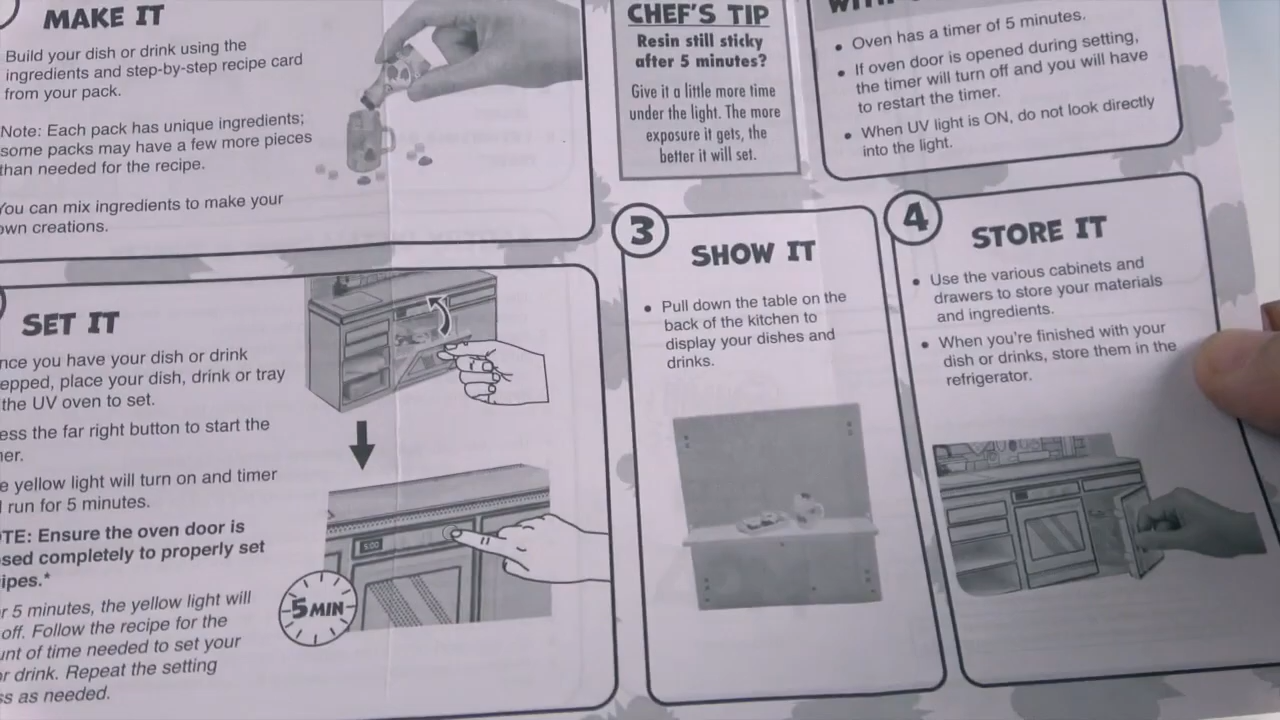 MAKE IT
Build your dish or drink using the
ingredients and step-by-step recipe card
from your pack.
Note: Each pack has unique ingredients;
some packs may have a few more pieces
than needed for the recipe.
You can mix ingredients to make your
own creations.
CHEF'S TIP
Resin still sticky
after 5 minutes?
Give it a little more time
under the light. The more
exposure it gets, the
better it will set.
• Oven has a timer of 5 minutes.
• If oven door is opened during setting,
the timer will turn off and you will have
to restart the timer.
• When UV light is ON, do not look directly
into the light.
SET IT
you have your dish or drink
place your dish, drink or tray
the UV oven to set.
the far right button to start the
yellow light will turn on and timer
run for 5 minutes.
Ensure the oven door is
completely to properly set
5 minutes, the yellow light will
off. Follow the recipe for the
of time needed to set your
drink. Repeat the setting
as needed.
5:00
5 MIN
3
SHOW IT
• Pull down the table on the
back of the kitchen to
display your dishes and
drinks.
4
STORE IT
• Use the various cabinets and
drawers to store your materials
and ingredients.
• When you're finished with your
dish or drinks, store them in the
refrigerator.